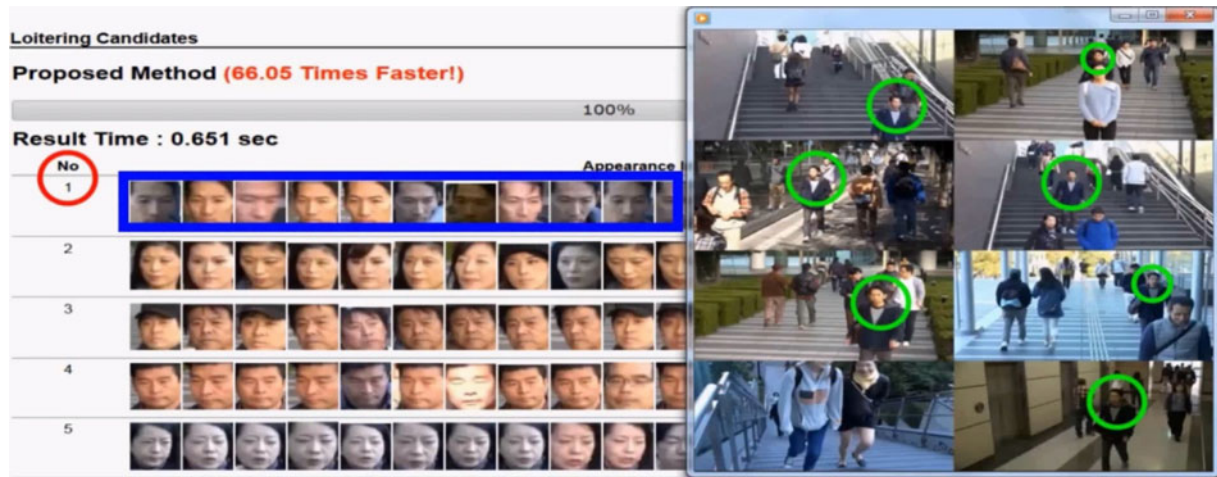 Loitering Candidates
Proposed Method (66.05 Times Faster!)
100%
Result Time : 0.651 sec
No
Appearance
1
2
3
4
5